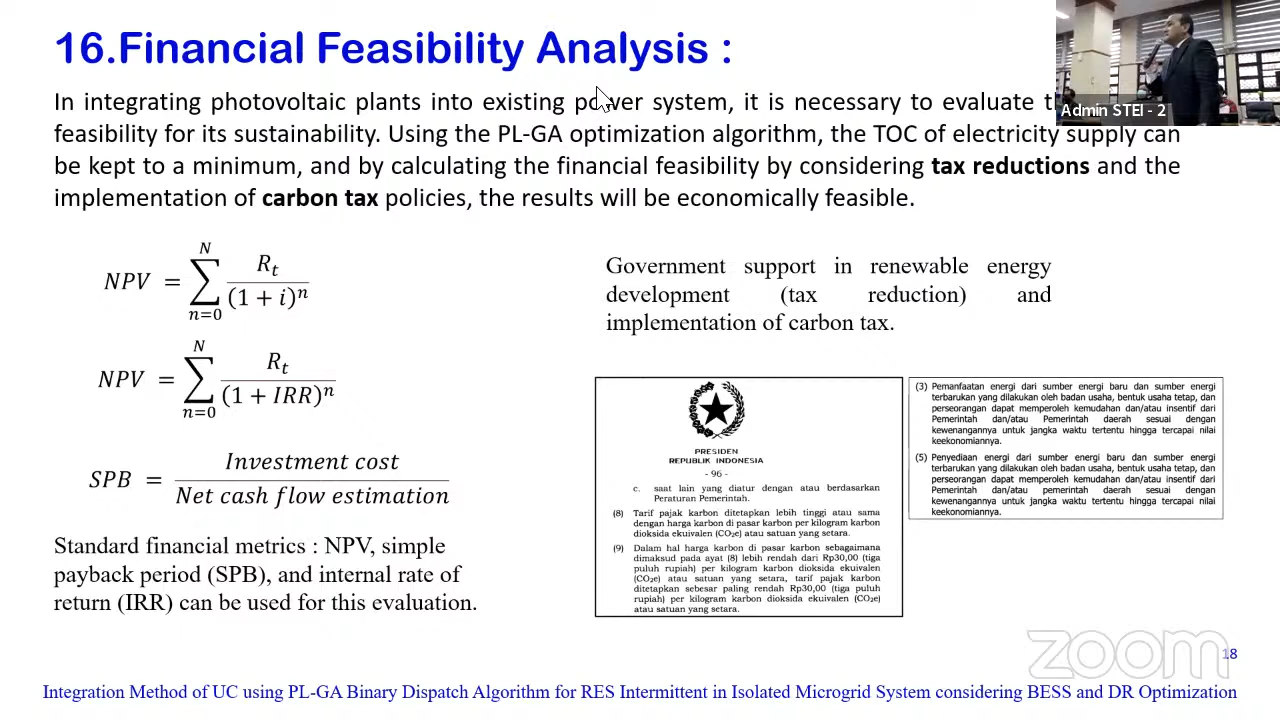 16.Financial Feasibility Analysis :
In integrating photovoltaic plants into existing power system, it is necessary to evaluate
feasibility for its sustainability. Using the PL-GA optimization algorithm, the TOC of electricity supply can
be kept to a minimum, and by calculating the financial feasibility by considering tax reductions and the
implementation of carbon tax policies, the results will be economically feasible.
Admin STEI - 2
NPV = ∑_{n=0}^{N} R_t / (1 + i)^n
NPV = ∑_{n=0}^{N} R_t / (1 + IRR)^n
SPB = Investment cost / Net cash flow estimation
Standard financial metrics : NPV, simple
payback period (SPB), and internal rate of
return (IRR) can be used for this evaluation.
Government support in renewable energy
development (tax reduction) and
implementation of carbon tax.
PRESIDEN
REPUBLIK INDONESIA
- 96 -
c. saat lain yang diatur dengan atau berdasarkan
Peraturan Pemerintah.
(8) Tarif pajak karbon ditetapkan lebih tinggi atau sama
dengan harga karbon di pasar karbon per kilogram karbon
dioksida ekuivalen (CO₂e) atau satuan yang setara.
(9) Dalam hal harga karbon di pasar karbon sebagaimana
dimaksud pada ayat (8) lebih rendah dari Rp30,00 (tiga
puluh rupiah) per kilogram karbon dioksida ekuivalen
(CO₂e) atau satuan yang setara, tarif pajak karbon
ditetapkan sebesar paling rendah Rp30,00 (tiga puluh
rupiah) per kilogram karbon dioksida ekuivalen (CO₂e)
atau satuan yang setara.
(3) Pemanfaatan energi dari sumber energi baru dan sumber energi
terbarukan yang dilakukan oleh badan usaha, bentuk usaha tetap, dan
perseorangan dapat memperoleh kemudahan dan/atau insentif dari
Pemerintah dan/atau Pemerintah daerah sesuai dengan
kewenangannya untuk jangka waktu tertentu hingga tercapai nilai
keekonomiannya.
(5) Penyediaan energi dari sumber energi baru dan sumber energi
terbarukan yang dilakukan oleh badan usaha, bentuk usaha tetap, dan
perseorangan dapat memperoleh kemudahan dan/atau insentif dari
Pemerintah dan/atau pemerintah daerah sesuai dengan
kewenangannya untuk jangka waktu tertentu hingga tercapai nilai
keekonomiannya.
zoom
18
Integration Method of UC using PL-GA Binary Dispatch Algorithm for RES Intermittent in Isolated Microgrid System considering BESS and DR Optimization